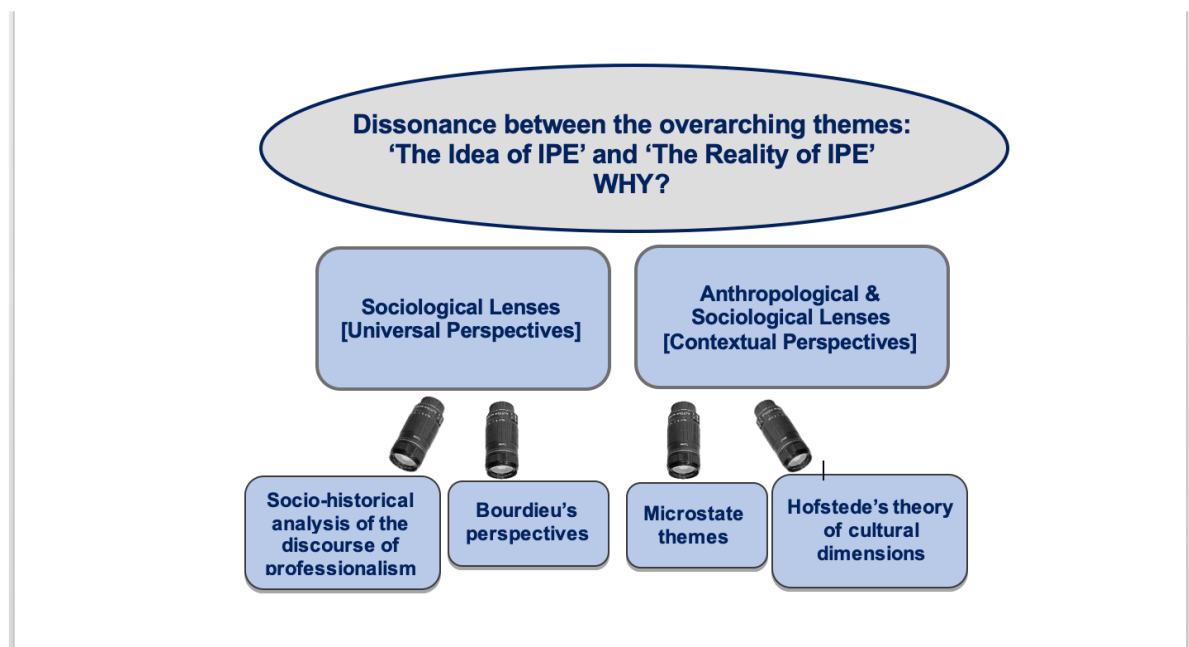 Dissonance between the overarching themes:
‘The Idea of IPE’ and ‘The Reality of IPE’
WHY?
Sociological Lenses
[Universal Perspectives]
Anthropological &
Sociological Lenses
[Contextual Perspectives]
Socio-historical
analysis of the
discourse of
professionalism
Bourdieu’s
perspectives
Microstate
themes
Hofstede’s theory
of cultural
dimensions